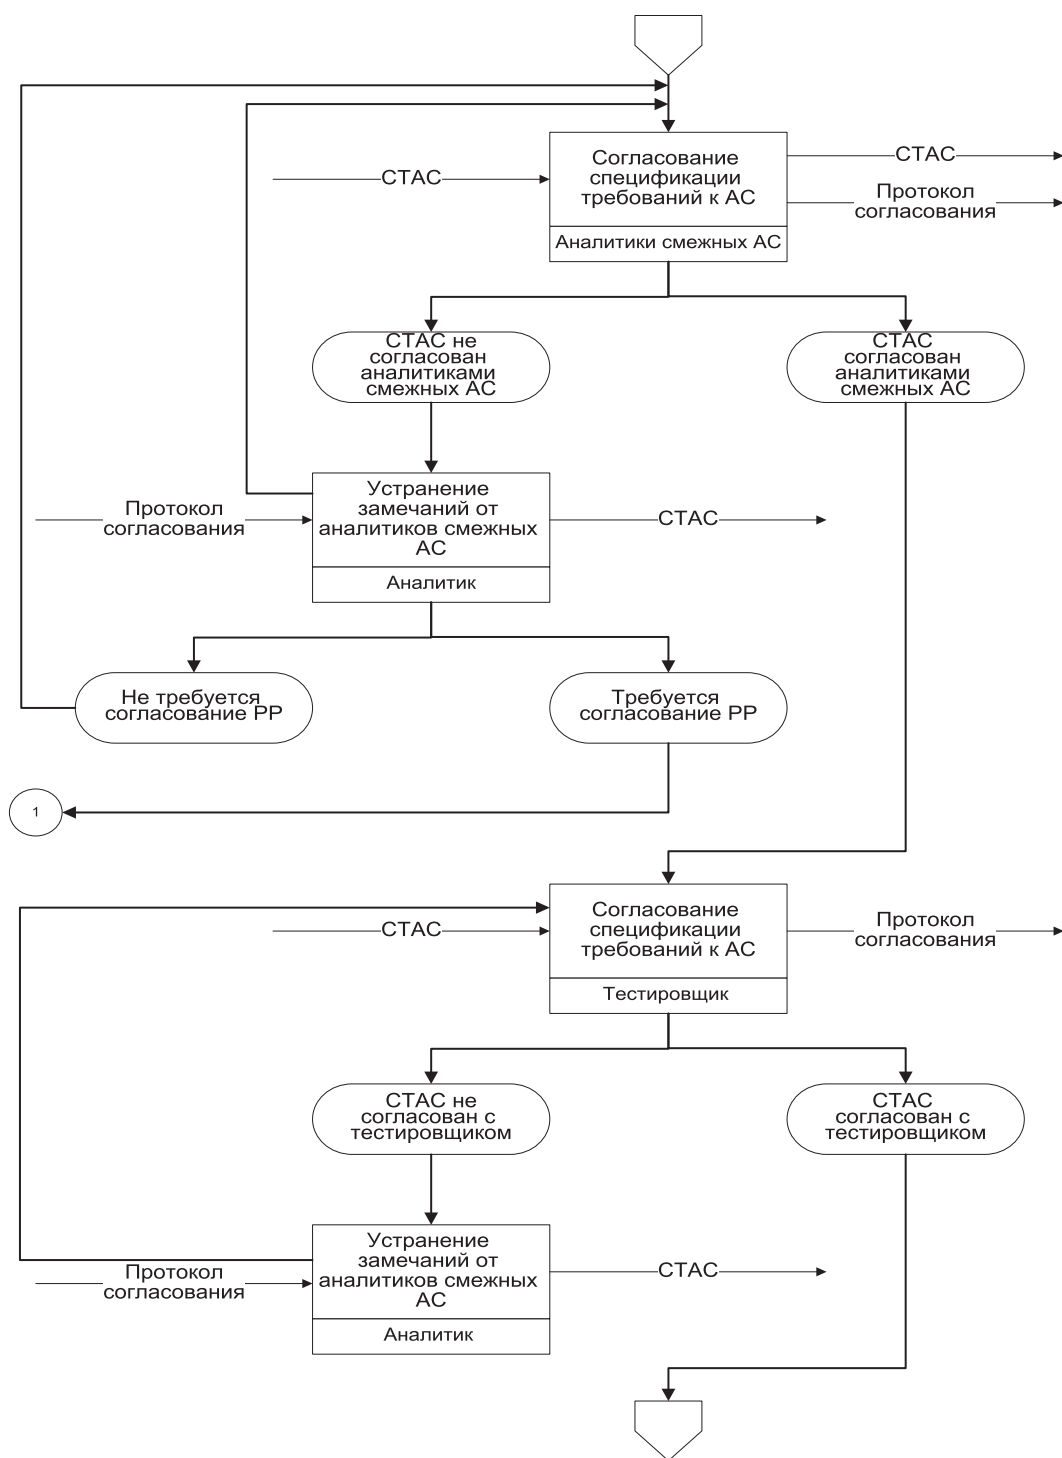 Согласование
спецификации
требований к АС
Аналитики смежных АС
СТАС
СТАС
Протокол
согласования
СТАС не
согласован
аналитиками
смежных АС
СТАС
согласован
аналитиками
смежных АС
Протокол
согласования
Устранение
замечаний от
аналитиков смежных
АС
Аналитик
СТАС
Не требуется
согласование РР
Требуется
согласование РР
1
СТАС
Согласование
спецификации
требований к АС
Тестировщик
Протокол
согласования
СТАС не
согласован с
тестировщиком
СТАС
согласован с
тестировщиком
Протокол
согласования
Устранение
замечаний от
аналитиков смежных
АС
Аналитик
СТАС